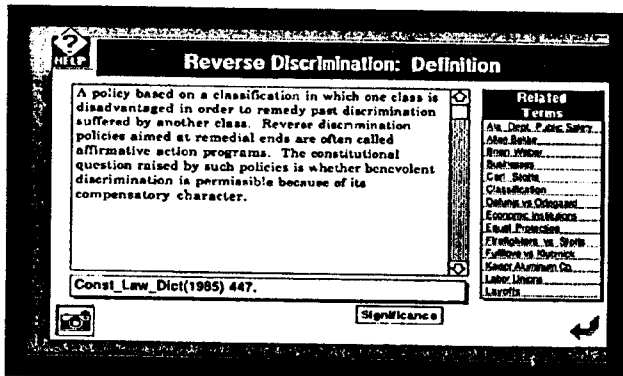 ?
HELP
Reverse Discrimination: Definition
A policy based on a classification in which one class is
disadvantaged in order to remedy past discrimination
suffered by another class. Reverse discrimination
policies aimed at remedial ends are often called
affirmative action programs. The constitutional
question raised by such policies is whether benevolent
discrimination is permissible because of its
compensatory character.
Const_Law_Dict(1985) 447.
Significance
Related
Terms
Ala. Dept. Public Safety
Allan Bakke
Brian Weber
Businesses
Carl Stotts
Classification
Defunis vs Odegaard
Economic Institutions
Equal Protection
Firefighters vs Stotts
Fullilove vs Klutznick
Kaiser Aluminum Co.
Labor Unions
Layoffs